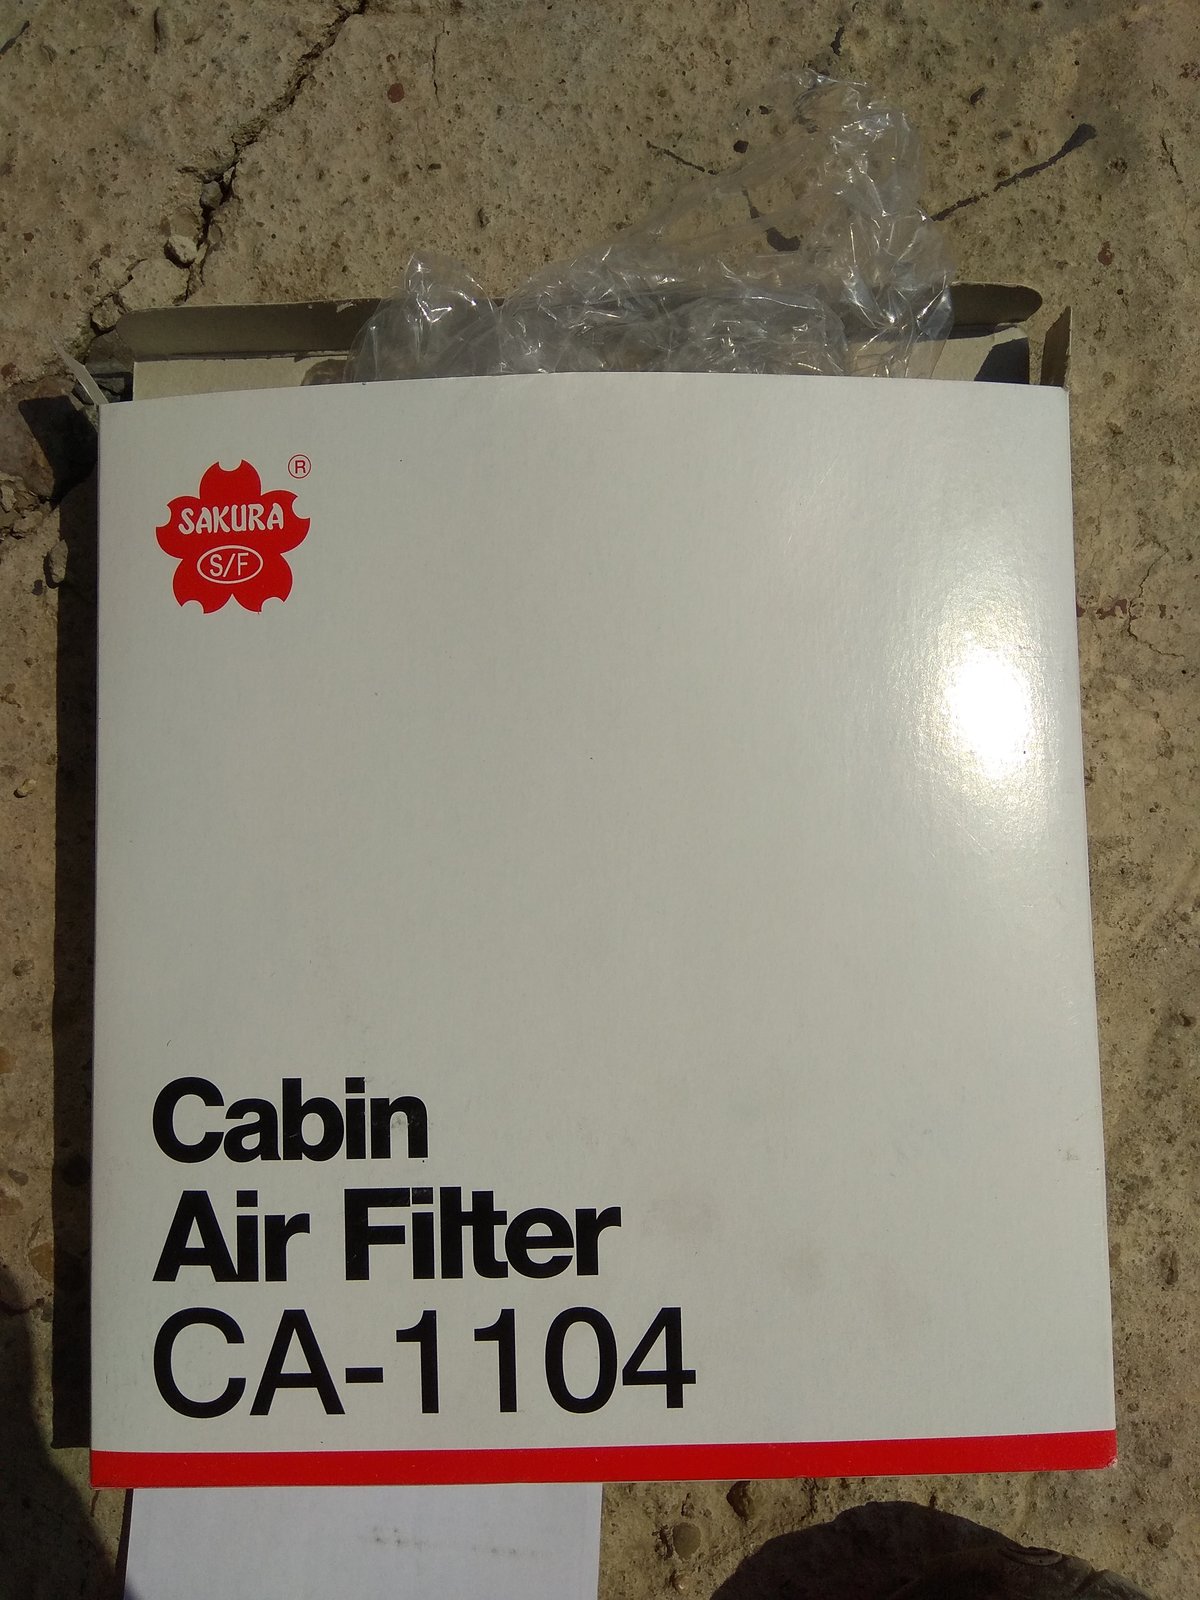 ®
SAKURA
S/F
Cabin
Air Filter
CA-1104